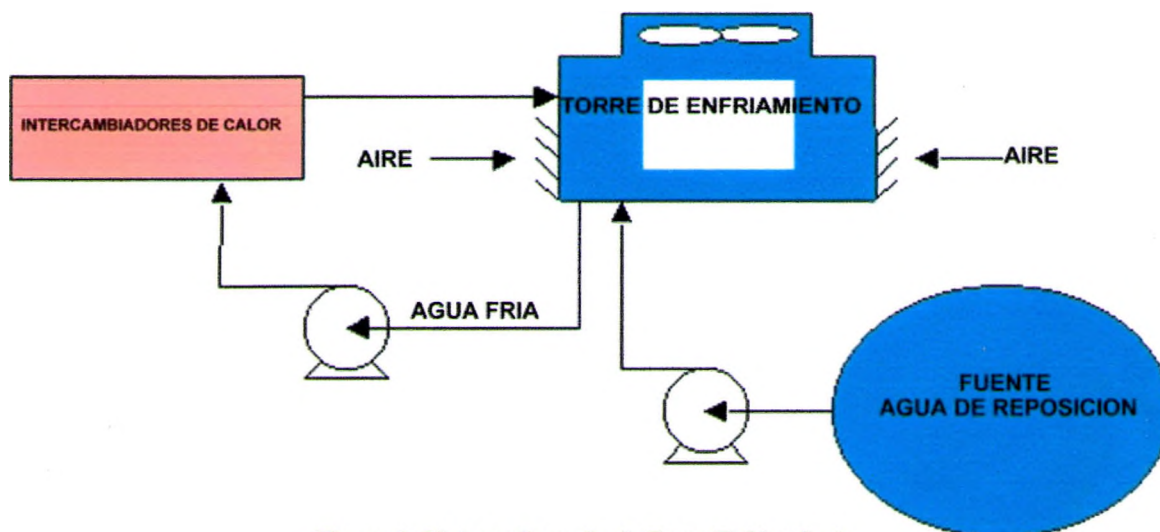 TORRE DE ENFRIAMIENTO
INTERCAMBIADORES DE CALOR
AIRE
AIRE
AGUA FRIA
FUENTE
AGUA DE REPOSICION